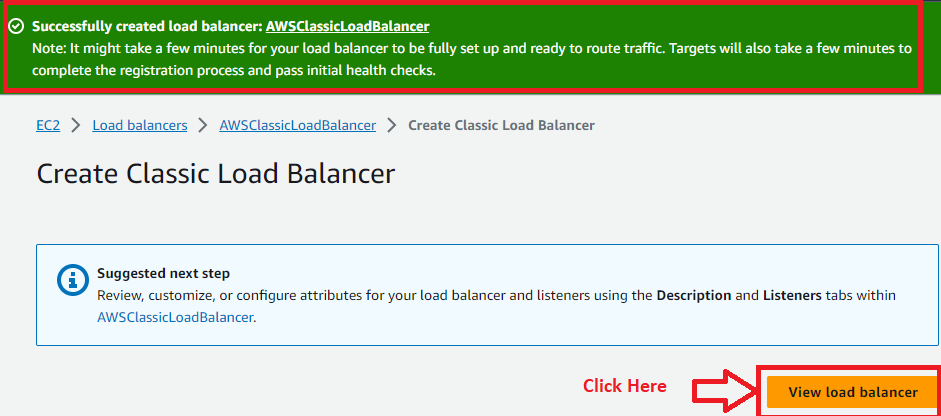 Successfully created load balancer: AWSClassicLoadBalancer
Note: It might take a few minutes for your load balancer to be fully set up and ready to route traffic. Targets will also take a few minutes to
complete the registration process and pass initial health checks.
EC2 > Load balancers > AWSClassicLoadBalancer > Create Classic Load Balancer
Create Classic Load Balancer
Suggested next step
Review, customize, or configure attributes for your load balancer and listeners using the Description and Listeners tabs within
AWSClassicLoadBalancer.
Click Here
View load balancer